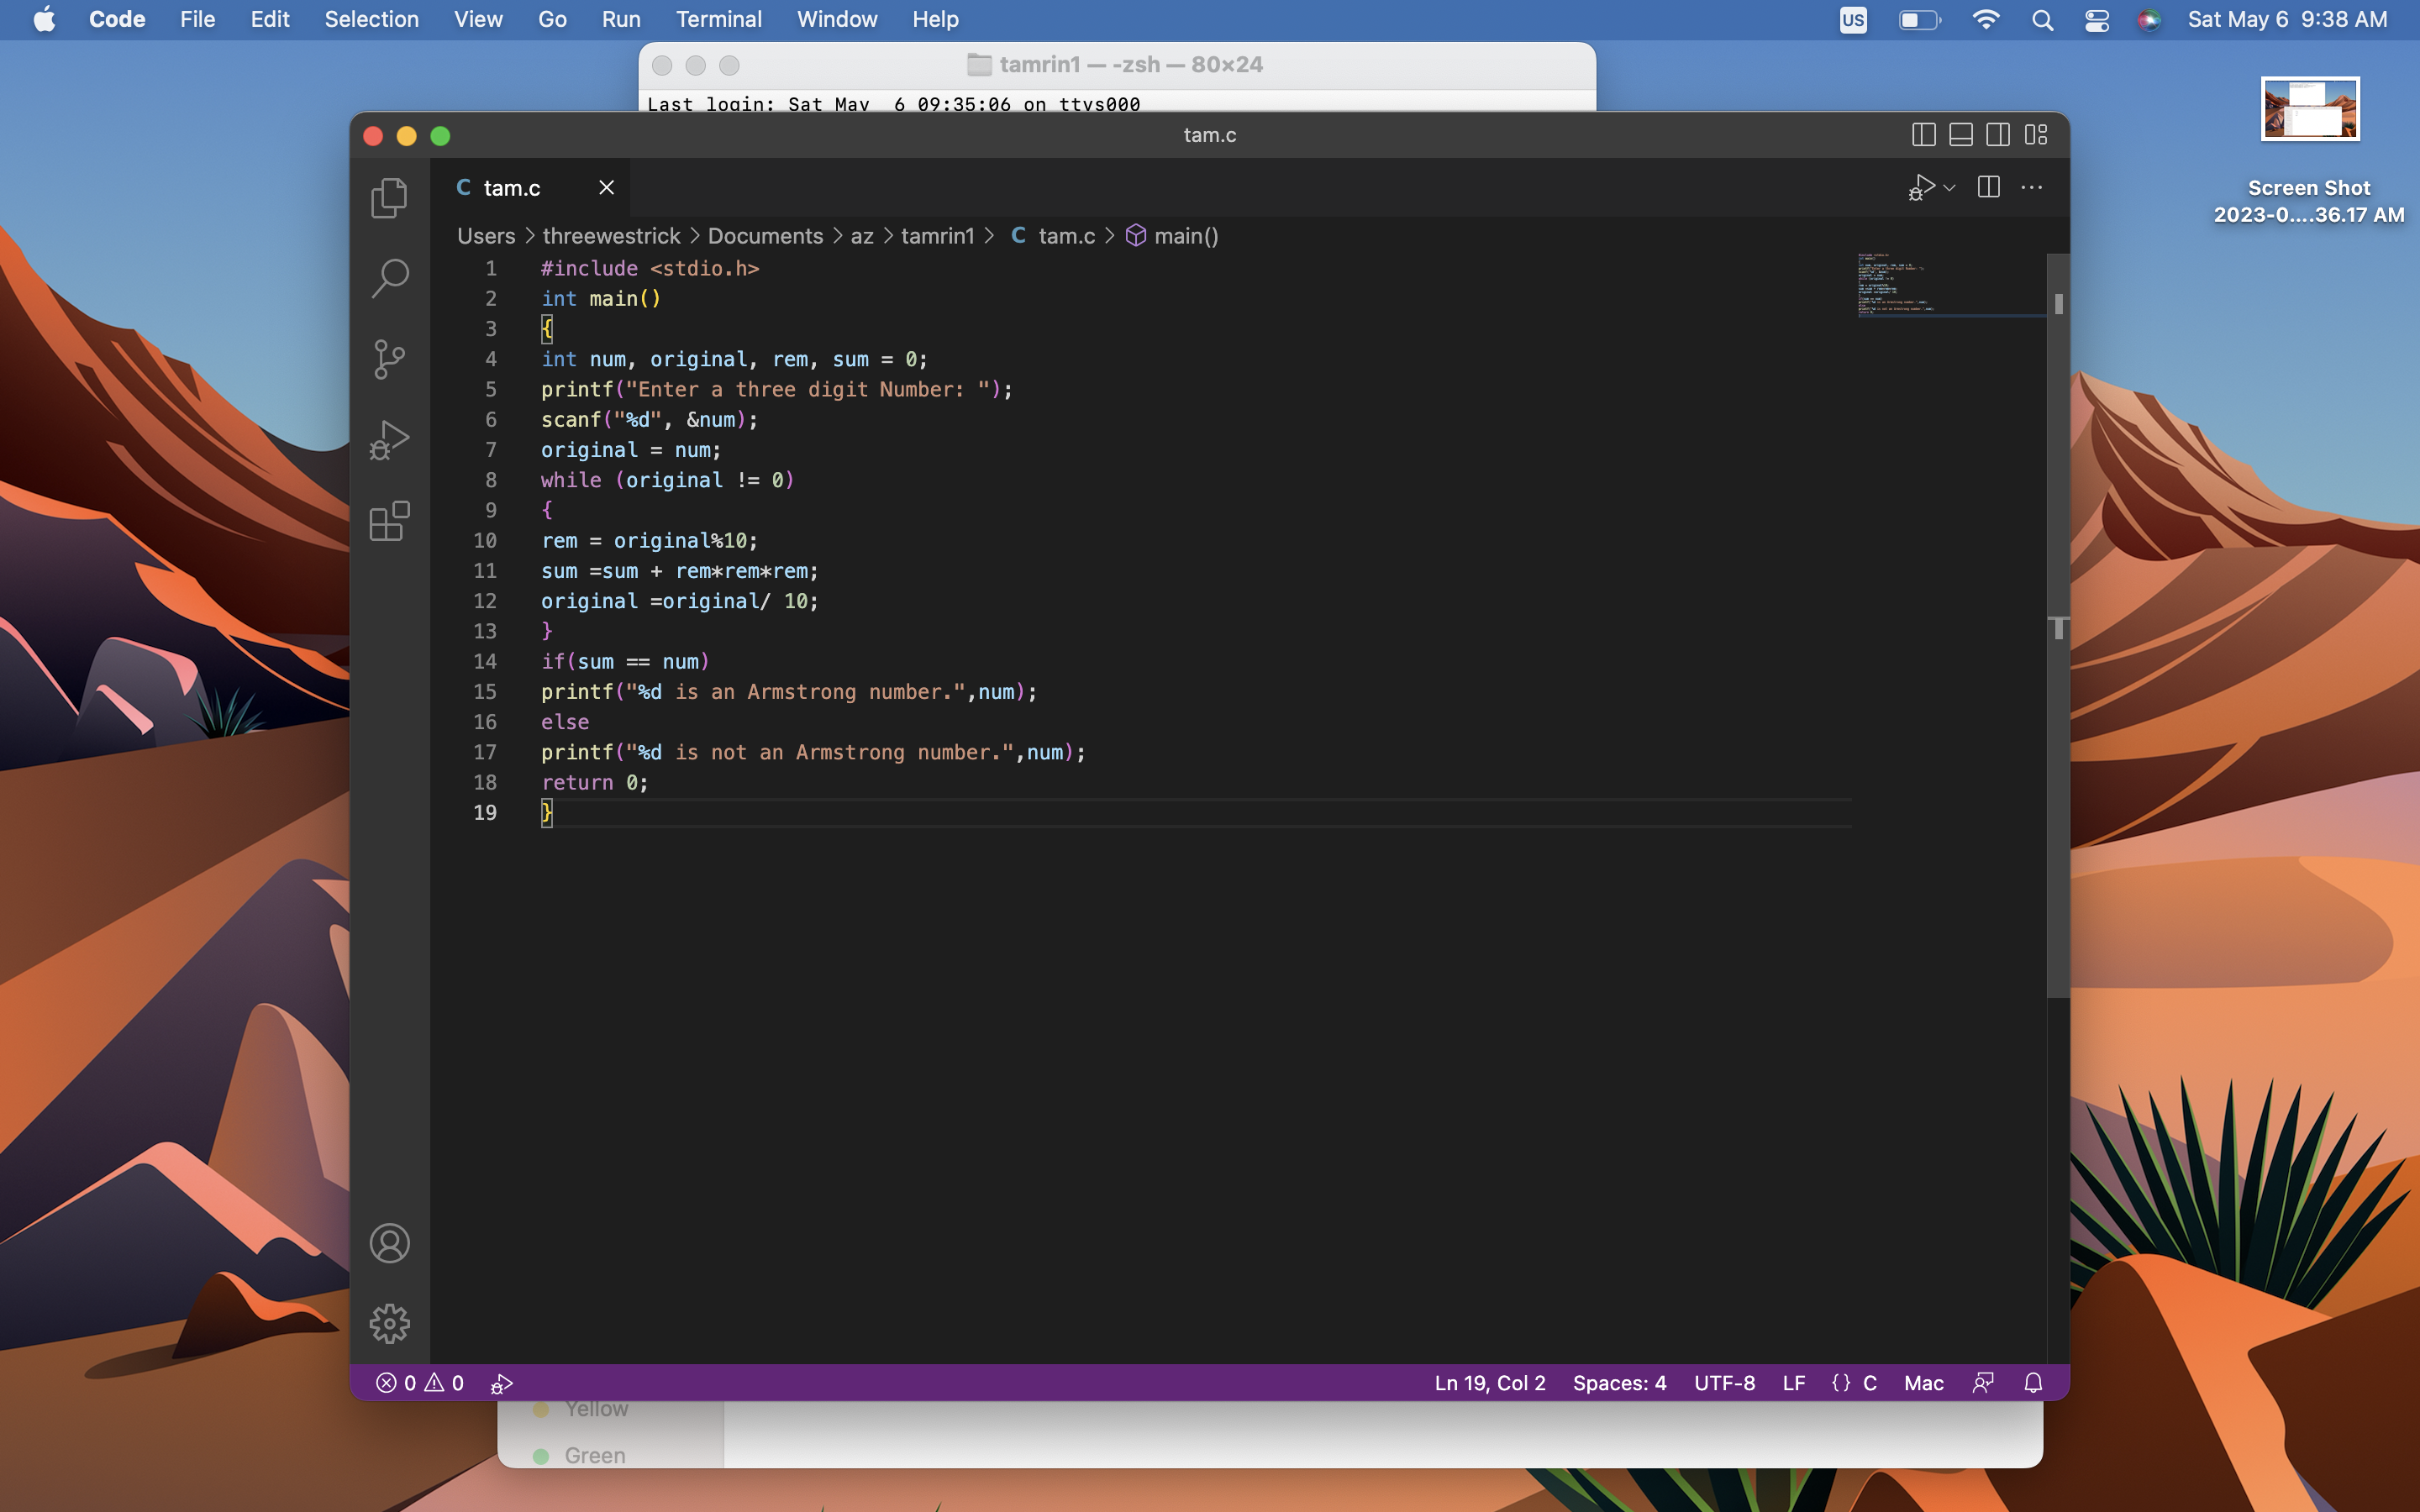 Code File Edit Selection View Go Run Terminal Window Help US Sat May 6 9:38 AM
tamrin1 — -zsh — 80×24
Last login: Sat May  6 09:35:06 on ttys000
Screen Shot
2023-0....36.17 AM
tam.c
C tam.c
Users > threewestrick > Documents > az > tamrin1 > C tam.c > main()
1 #include <stdio.h>
2 int main()
3 {
4 int num, original, rem, sum = 0;
5 printf("Enter a three digit Number: ");
6 scanf("%d", &num);
7 original = num;
8 while (original != 0)
9 {
10 rem = original%10;
11 sum =sum + rem*rem*rem;
12 original =original/ 10;
13 }
14 if(sum == num)
15 printf("%d is an Armstrong number.",num);
16 else
17 printf("%d is not an Armstrong number.",num);
18 return 0;
19 }
0 0 Ln 19, Col 2 Spaces: 4 UTF-8 LF {} C Mac
Yellow
Green